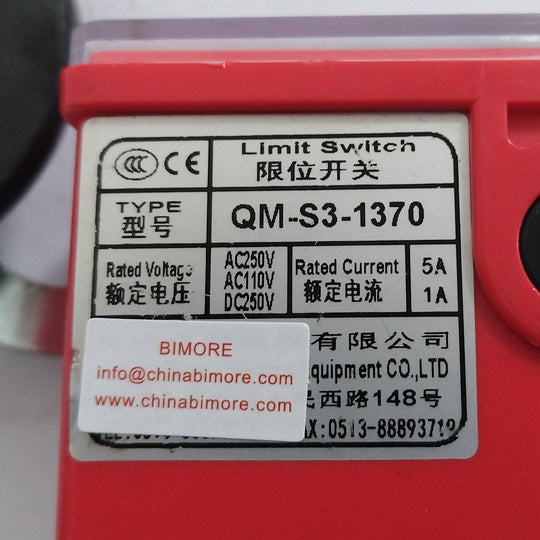 CCC CE Limit Switch
限位开关
TYPE
型号
QM-S3-1370
Rated Voltage
额定电压
AC250V
AC110V
DC250V
Rated Current
额定电流
5A
1A
有限公司
quipment CO.,LTD
西路148号
AX:0513-88893719
BIMORE
info@chinabimore.com
www.chinabimore.com